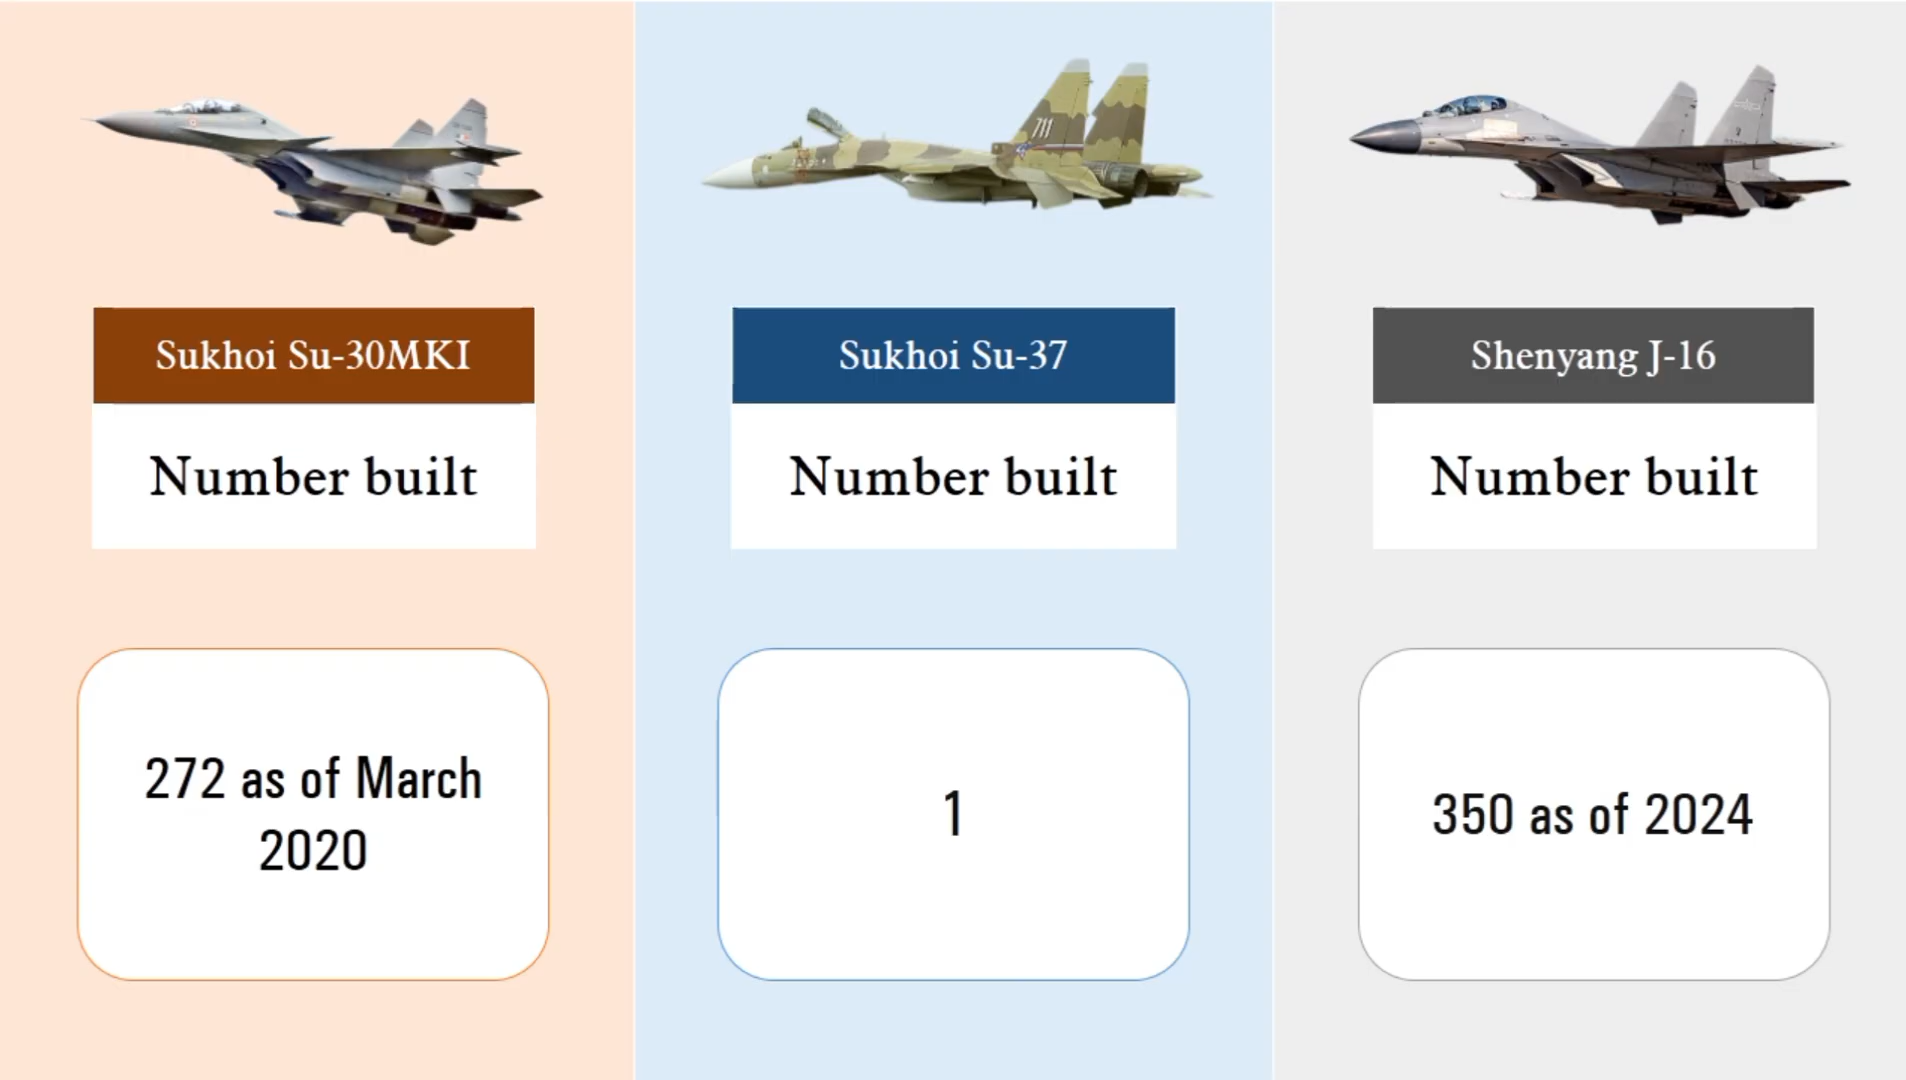 711
Sukhoi Su-30MKI
Number built
272 as of March
2020
Sukhoi Su-37
Number built
1
Shenyang J-16
Number built
350 as of 2024